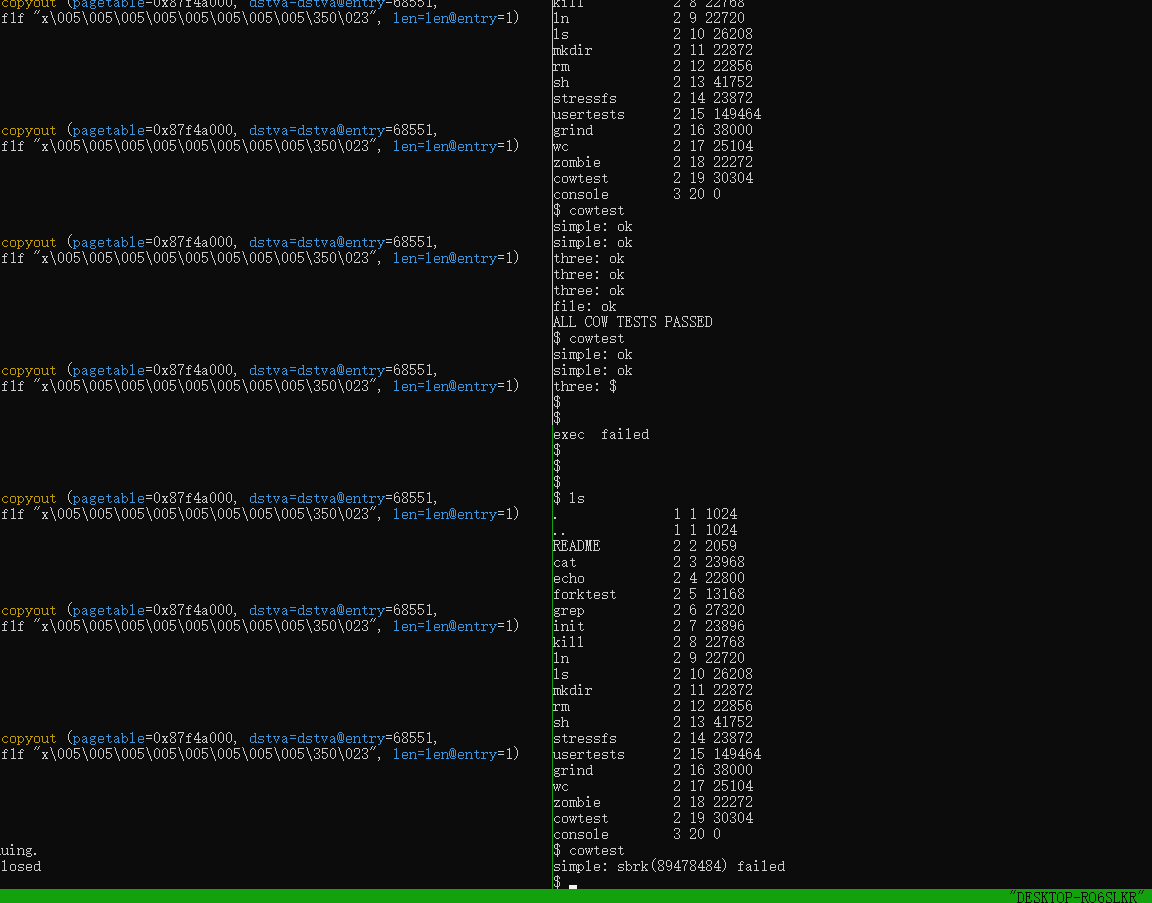 copyout (pagetable=0x87f4a000, dstva=dstva@entry=68551,
f1f "x\005\005\005\005\005\005\005\350\023", len=len@entry=1)
copyout (pagetable=0x87f4a000, dstva=dstva@entry=68551,
f1f "x\005\005\005\005\005\005\005\350\023", len=len@entry=1)
copyout (pagetable=0x87f4a000, dstva=dstva@entry=68551,
f1f "x\005\005\005\005\005\005\005\350\023", len=len@entry=1)
copyout (pagetable=0x87f4a000, dstva=dstva@entry=68551,
f1f "x\005\005\005\005\005\005\005\350\023", len=len@entry=1)
copyout (pagetable=0x87f4a000, dstva=dstva@entry=68551,
f1f "x\005\005\005\005\005\005\005\350\023", len=len@entry=1)
copyout (pagetable=0x87f4a000, dstva=dstva@entry=68551,
f1f "x\005\005\005\005\005\005\005\350\023", len=len@entry=1)
copyout (pagetable=0x87f4a000, dstva=dstva@entry=68551,
f1f "x\005\005\005\005\005\005\005\350\023", len=len@entry=1)
uing.
losed
kill 2 8 22768
ln 2 9 22720
ls 2 10 26208
mkdir 2 11 22872
rm 2 12 22856
sh 2 13 41752
stressfs 2 14 23872
usertests 2 15 149464
grind 2 16 38000
wc 2 17 25104
zombie 2 18 22272
cowtest 2 19 30304
console 3 20 0
$ cowtest
simple: ok
simple: ok
three: ok
three: ok
three: ok
file: ok
ALL COW TESTS PASSED
$ cowtest
simple: ok
simple: ok
three: $
$
$
exec  failed
$
$
$
$ ls
. 1 1 1024
.. 1 1 1024
README 2 2 2059
cat 2 3 23968
echo 2 4 22800
forktest 2 5 13168
grep 2 6 27320
init 2 7 23896
kill 2 8 22768
ln 2 9 22720
ls 2 10 26208
mkdir 2 11 22872
rm 2 12 22856
sh 2 13 41752
stressfs 2 14 23872
usertests 2 15 149464
grind 2 16 38000
wc 2 17 25104
zombie 2 18 22272
cowtest 2 19 30304
console 3 20 0
$ cowtest
simple: sbrk(89478484) failed
$
"DESKTOP-RO6SLKR"